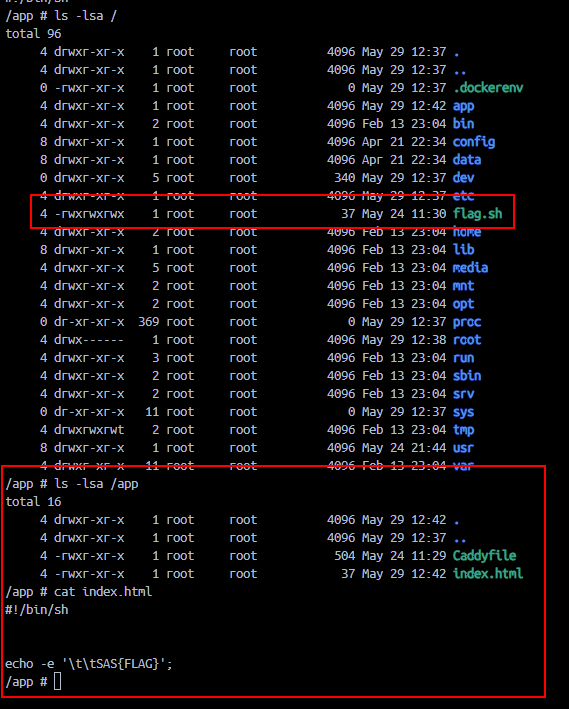 #!/bin/sh
/app # ls -lsa /
total 96
4 drwxr-xr-x 1 root root 4096 May 29 12:37 .
4 drwxr-xr-x 1 root root 4096 May 29 12:37 ..
0 -rwxr-xr-x 1 root root 0 May 29 12:37 .dockerenv
4 drwxr-xr-x 1 root root 4096 May 29 12:42 app
4 drwxr-xr-x 2 root root 4096 Feb 13 23:04 bin
8 drwxr-xr-x 1 root root 4096 Apr 21 22:34 config
8 drwxr-xr-x 1 root root 4096 Apr 21 22:34 data
0 drwxr-xr-x 5 root root 340 May 29 12:37 dev
4 drwxr-xr-x 1 root root 4096 May 29 12:37 etc
4 -rwxrwxrwx 1 root root 37 May 24 11:30 flag.sh
4 drwxr-xr-x 2 root root 4096 Feb 13 23:04 home
8 drwxr-xr-x 1 root root 4096 Feb 13 23:04 lib
4 drwxr-xr-x 5 root root 4096 Feb 13 23:04 media
4 drwxr-xr-x 2 root root 4096 Feb 13 23:04 mnt
4 drwxr-xr-x 2 root root 4096 Feb 13 23:04 opt
0 dr-xr-xr-x 369 root root 0 May 29 12:37 proc
4 drwx------ 1 root root 4096 May 29 12:38 root
4 drwxr-xr-x 3 root root 4096 Feb 13 23:04 run
4 drwxr-xr-x 2 root root 4096 Feb 13 23:04 sbin
4 drwxr-xr-x 2 root root 4096 Feb 13 23:04 srv
0 dr-xr-xr-x 11 root root 0 May 29 12:37 sys
4 drwxrwxrwt 2 root root 4096 Feb 13 23:04 tmp
8 drwxr-xr-x 1 root root 4096 May 24 21:44 usr
4 drwxr-xr-x 11 root root 4096 Feb 13 23:04 var
/app # ls -lsa /app
total 16
4 drwxr-xr-x 1 root root 4096 May 29 12:42 .
4 drwxr-xr-x 1 root root 4096 May 29 12:37 ..
4 -rwxr-xr-x 1 root root 504 May 24 11:29 Caddyfile
4 -rwxr-xr-x 1 root root 37 May 29 12:42 index.html
/app # cat index.html
#!/bin/sh
echo -e '\t\tSAS{FLAG}';
/app #